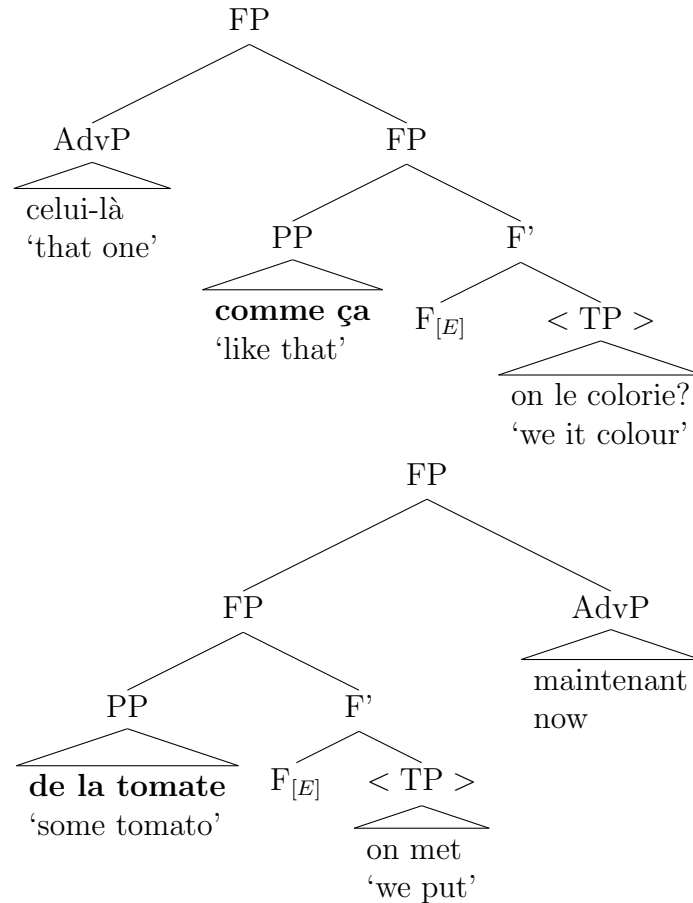 FP
AdvP FP
celui-là
‘that one’
PP F’
comme ça
‘like that’
F[E] < TP >
on le colorie?
‘we it colour’
FP
FP AdvP
maintenant
now
PP F’
de la tomate
‘some tomato’
F[E] < TP >
on met
‘we put’